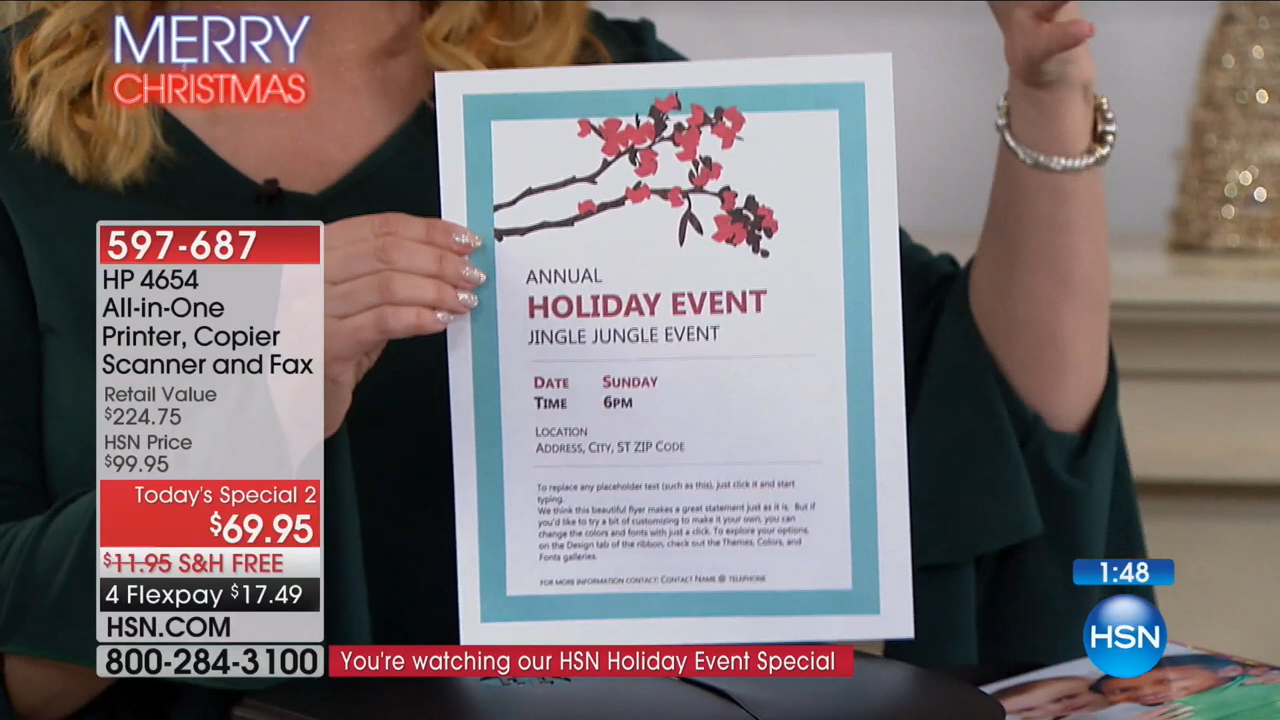 MERRY
CHRISTMAS
597-687
HP 4654
All-in-One
Printer, Copier
Scanner and Fax
Retail Value
$224.75
HSN Price
$99.95
Today's Special 2
$69.95
$11.95 S&H FREE
4 Flexpay $17.49
HSN.COM
800-284-3100
You're watching our HSN Holiday Event Special
ANNUAL
HOLIDAY EVENT
JINGLE JUNGLE EVENT
DATE SUNDAY
TIME 6PM
LOCATION
ADDRESS, CITY, ST ZIP CODE
To replace any placeholder text (such as this), just click it and start
typing.
We think this beautiful flyer makes a great statement just as it is. But if
you'd like to try a bit of customizing to make it your own, you can
change the colors and fonts with just a click. To explore your options,
on the Design tab of the ribbon, check out the Themes, Colors, and
Fonts galleries.
FOR MORE INFORMATION CONTACT: CONTACT NAME @ TELEPHONE
1:48
HSN